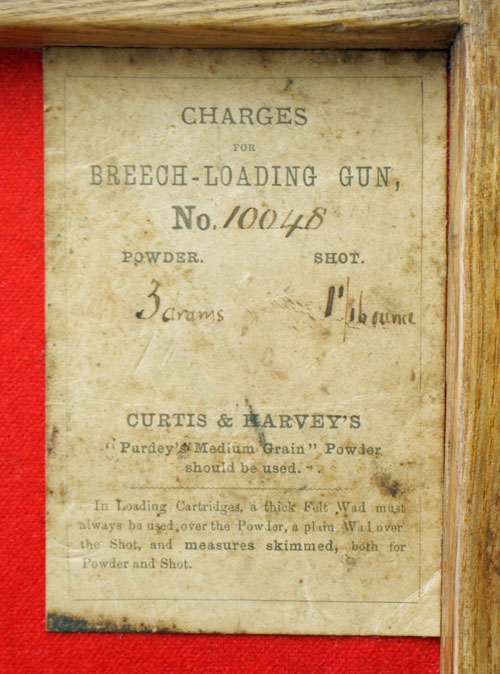 CHARGES
FOR
BREECH-LOADING GUN,
No. 10048
POWDER. SHOT.
3 drams 1 1/16 ounce
CURTIS & HARVEY'S
"Purdey's Medium Grain" Powder
should be used.
In Loading Cartridges, a thick Felt Wad must
always be used over the Powder, a plain Wad over
the Shot, and measures skimmed, both for
Powder and Shot.